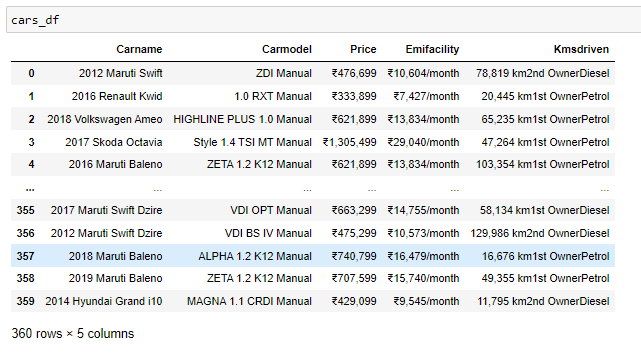 cars_df
Carname Carmodel Price Emifacility Kmsdriven
0 2012 Maruti Swift ZDI Manual ₹476,699 ₹10,604/month 78,819 km2nd OwnerDiesel
1 2016 Renault Kwid 1.0 RXT Manual ₹333,899 ₹7,427/month 20,445 km1st OwnerPetrol
2 2018 Volkswagen Ameo HIGHLINE PLUS 1.0 Manual ₹621,899 ₹13,834/month 65,235 km1st OwnerPetrol
3 2017 Skoda Octavia Style 1.4 TSI MT Manual ₹1,305,499 ₹29,040/month 47,264 km1st OwnerPetrol
4 2016 Maruti Baleno ZETA 1.2 K12 Manual ₹621,899 ₹13,834/month 103,354 km1st OwnerPetrol
... ... ... ... ... ...
355 2017 Maruti Swift Dzire VDI OPT Manual ₹663,299 ₹14,755/month 58,134 km1st OwnerDiesel
356 2012 Maruti Swift Dzire VDI BS IV Manual ₹475,299 ₹10,573/month 129,986 km2nd OwnerDiesel
357 2018 Maruti Baleno ALPHA 1.2 K12 Manual ₹740,799 ₹16,479/month 16,676 km1st OwnerPetrol
358 2019 Maruti Baleno ZETA 1.2 K12 Manual ₹707,599 ₹15,740/month 49,355 km1st OwnerPetrol
359 2014 Hyundai Grand i10 MAGNA 1.1 CRDI Manual ₹429,099 ₹9,545/month 11,795 km2nd OwnerDiesel
360 rows × 5 columns